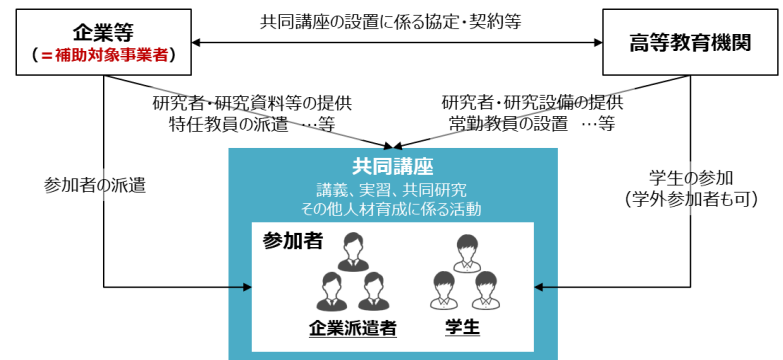 企業等
（＝補助対象事業者）
共同講座の設置に係る協定・契約等
高等教育機関
研究者・研究資料等の提供
特任教員の派遣　…等
研究者・研究設備の提供
常勤教員の設置　…等
参加者の派遣
学生の参加
（学外参加者も可）
共同講座
講義、実習、共同研究
その他人材育成に係る活動
参加者
企業派遣者
学生